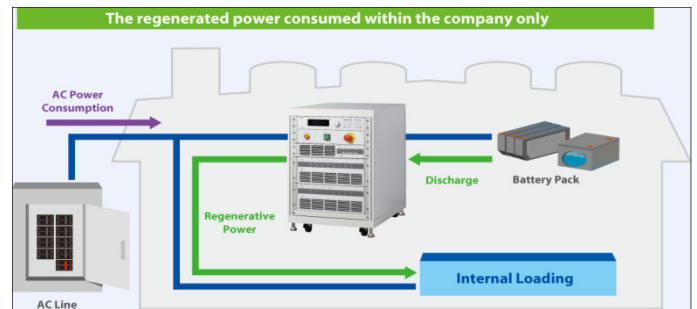 The regenerated power consumed within the company only
AC Power
Consumption
Discharge
Battery Pack
Regenerative
Power
Internal Loading
AC Line